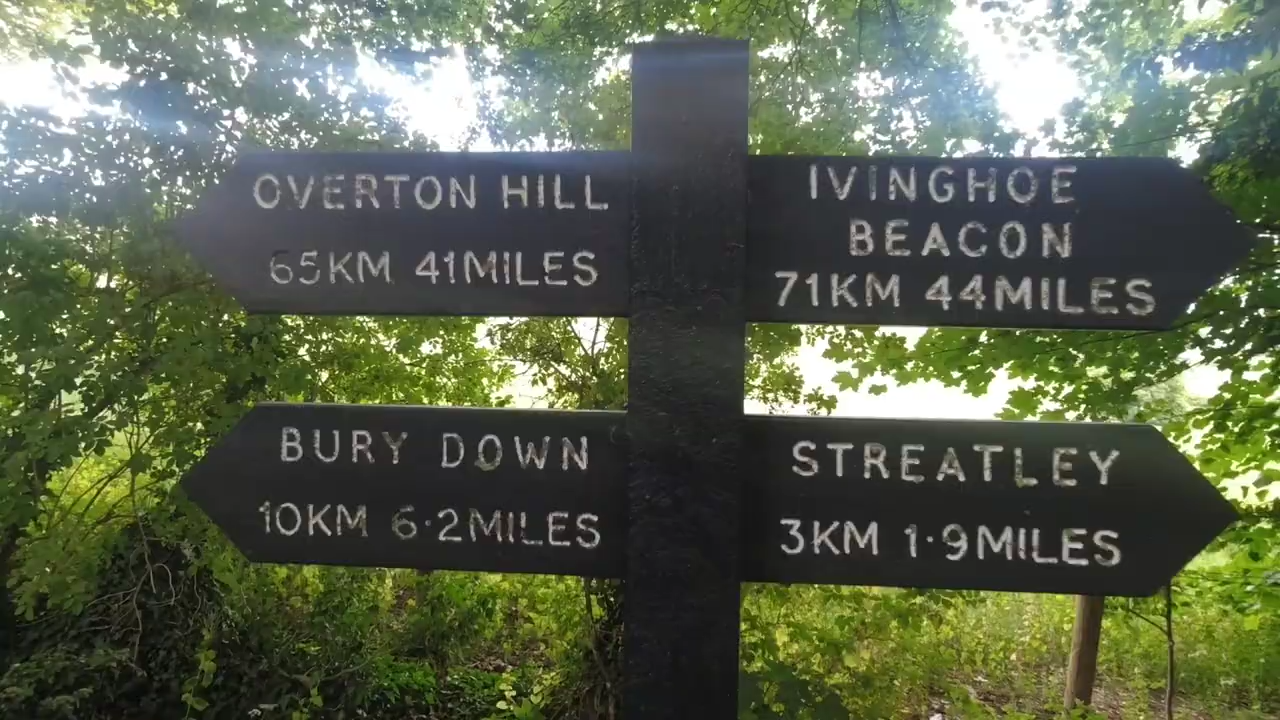 OVERTON HILL
65KM 41MILES
IVINGHOE
BEACON
71KM 44MILES
BURY DOWN
10KM 6·2MILES
STREATLEY
3KM 1·9MILES